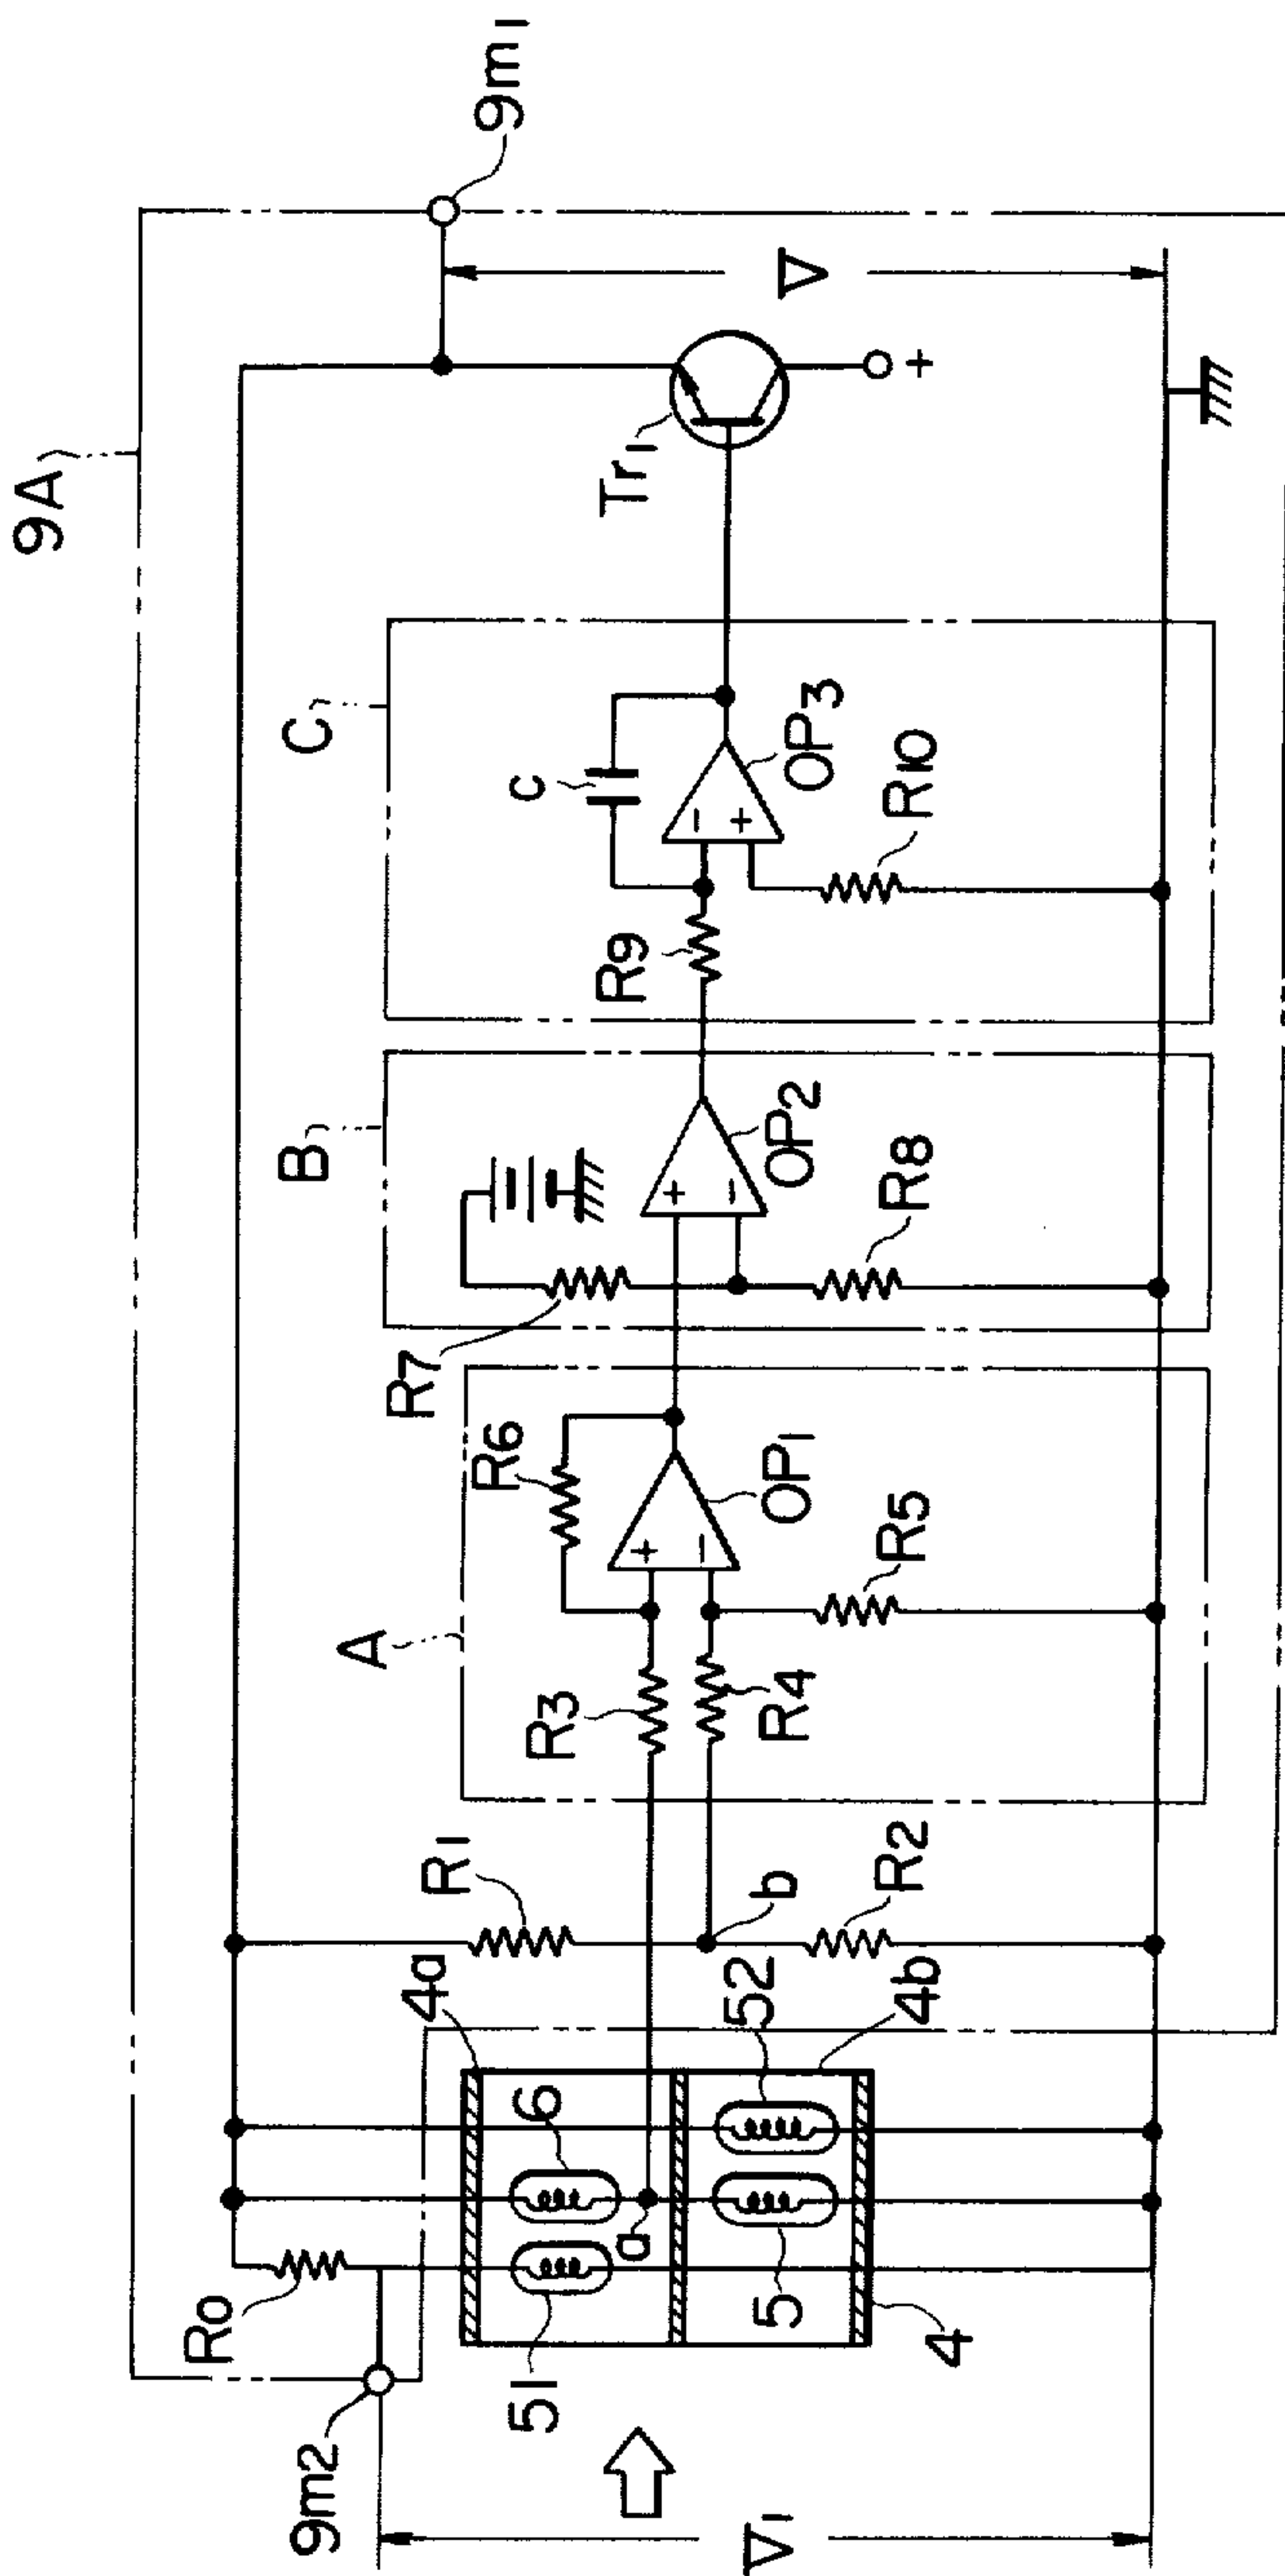 9A
9m1
V
+
Tr1
C
c
-
+
OP3
R10
R9
B
+
-
OP2
R8
R7
A
R6
+
-
OP1
R5
R3
R4
R1
b
R2
4a
52
4b
6
a
5
51
4
R0
9m2
V1